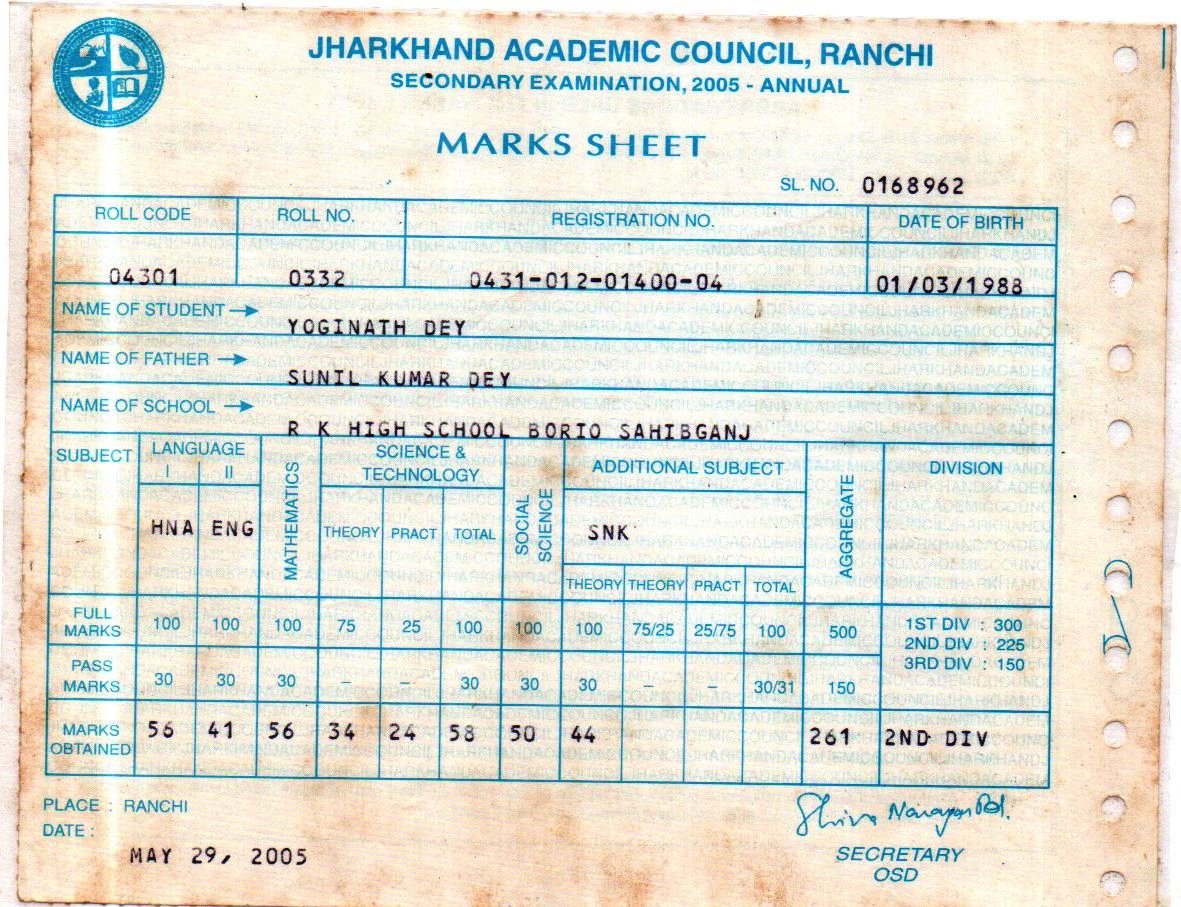 JHARKHAND ACADEMIC COUNCIL, RANCHI
SECONDARY EXAMINATION, 2005 - ANNUAL
MARKS SHEET
SL. NO. 0168962
ROLL CODE ROLL NO. REGISTRATION NO. DATE OF BIRTH
04301 0332 0431-012-01400-04 01/03/1988
NAME OF STUDENT → YOGINATH DEY
NAME OF FATHER → SUNIL KUMAR DEY
NAME OF SCHOOL → R K HIGH SCHOOL BORIO SAHIBGANJ
SUBJECT LANGUAGE MATHEMATICS SCIENCE & TECHNOLOGY SOCIAL SCIENCE ADDITIONAL SUBJECT AGGREGATE DIVISION
I II
HNA ENG THEORY PRACT TOTAL SNK
THEORY THEORY PRACT TOTAL
FULL MARKS 100 100 100 75 25 100 100 100 75/25 25/75 100 500 1ST DIV : 300
2ND DIV : 225
3RD DIV : 150
PASS MARKS 30 30 30 – – 30 30 30 – – 30/31 150
MARKS OBTAINED 56 41 56 34 24 58 50 44 261 2ND DIV
PLACE : RANCHI
DATE :
MAY 29, 2005
Shiva Narayan Pd.
SECRETARY
OSD